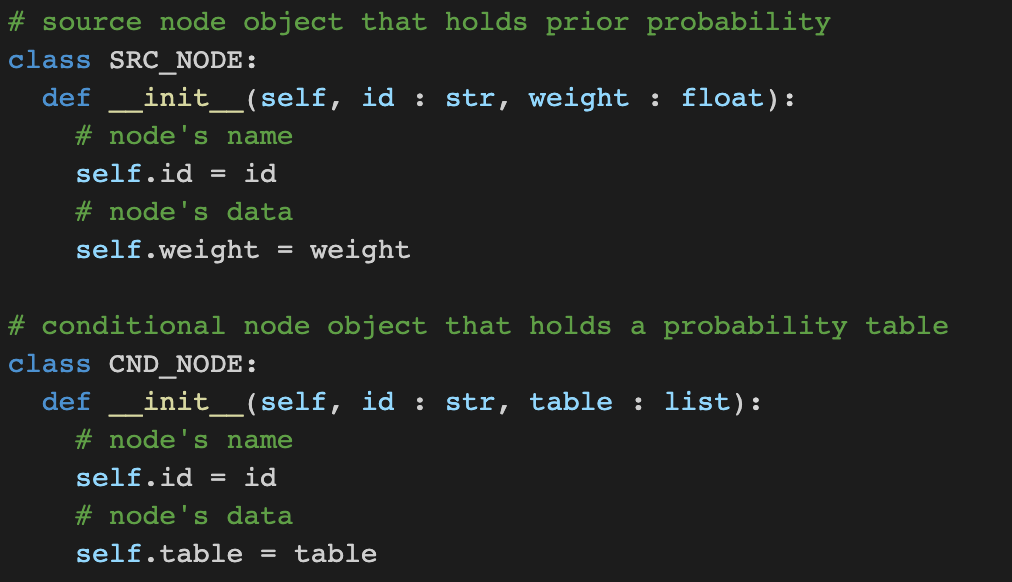 # source node object that holds prior probability
class SRC_NODE:
  def __init__(self, id : str, weight : float):
    # node's name
    self.id = id
    # node's data
    self.weight = weight

# conditional node object that holds a probability table
class CND_NODE:
  def __init__(self, id : str, table : list):
    # node's name
    self.id = id
    # node's data
    self.table = table